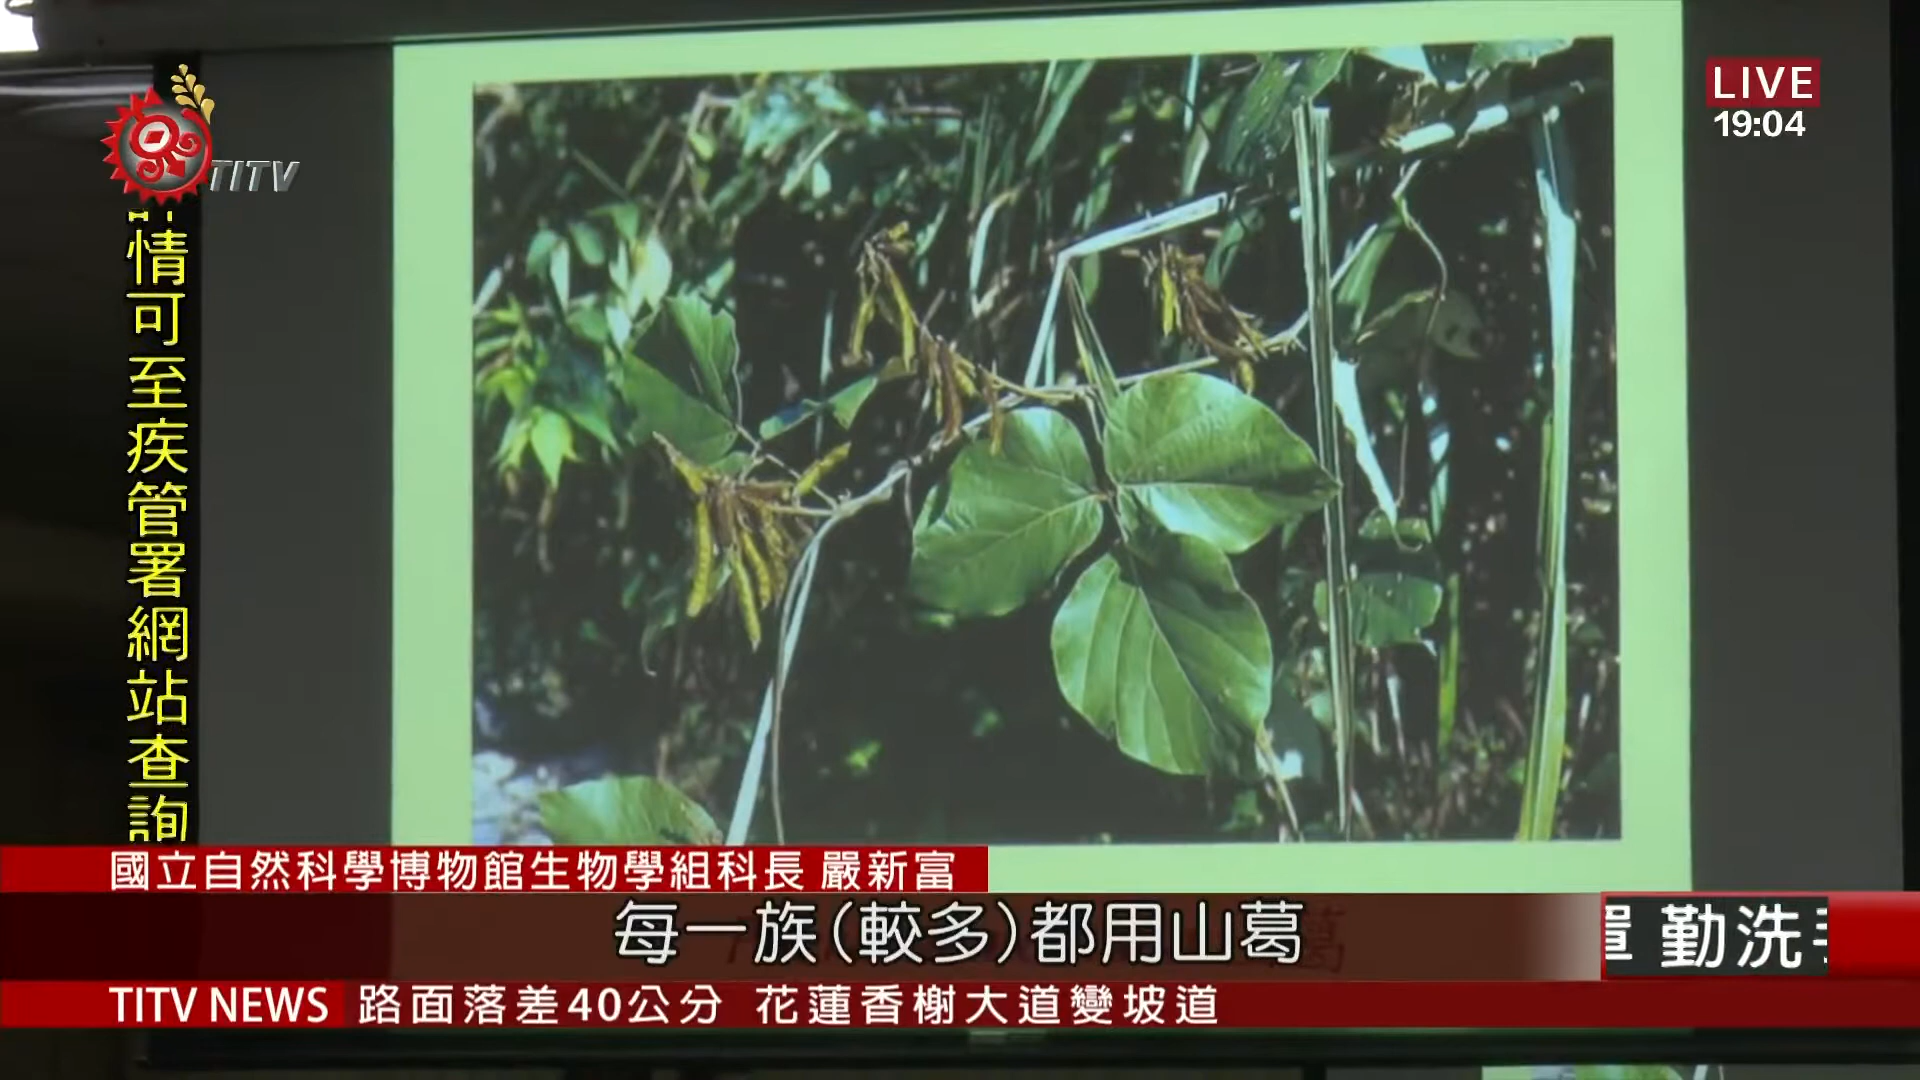 LIVE
19:04
TITV
情可至疾管署網站查詢
國立自然科學博物館生物學組科長 嚴新富
每一族(較多)都用山葛
勤洗
TITV NEWS 路面落差40公分 花蓮香榭大道變坡道